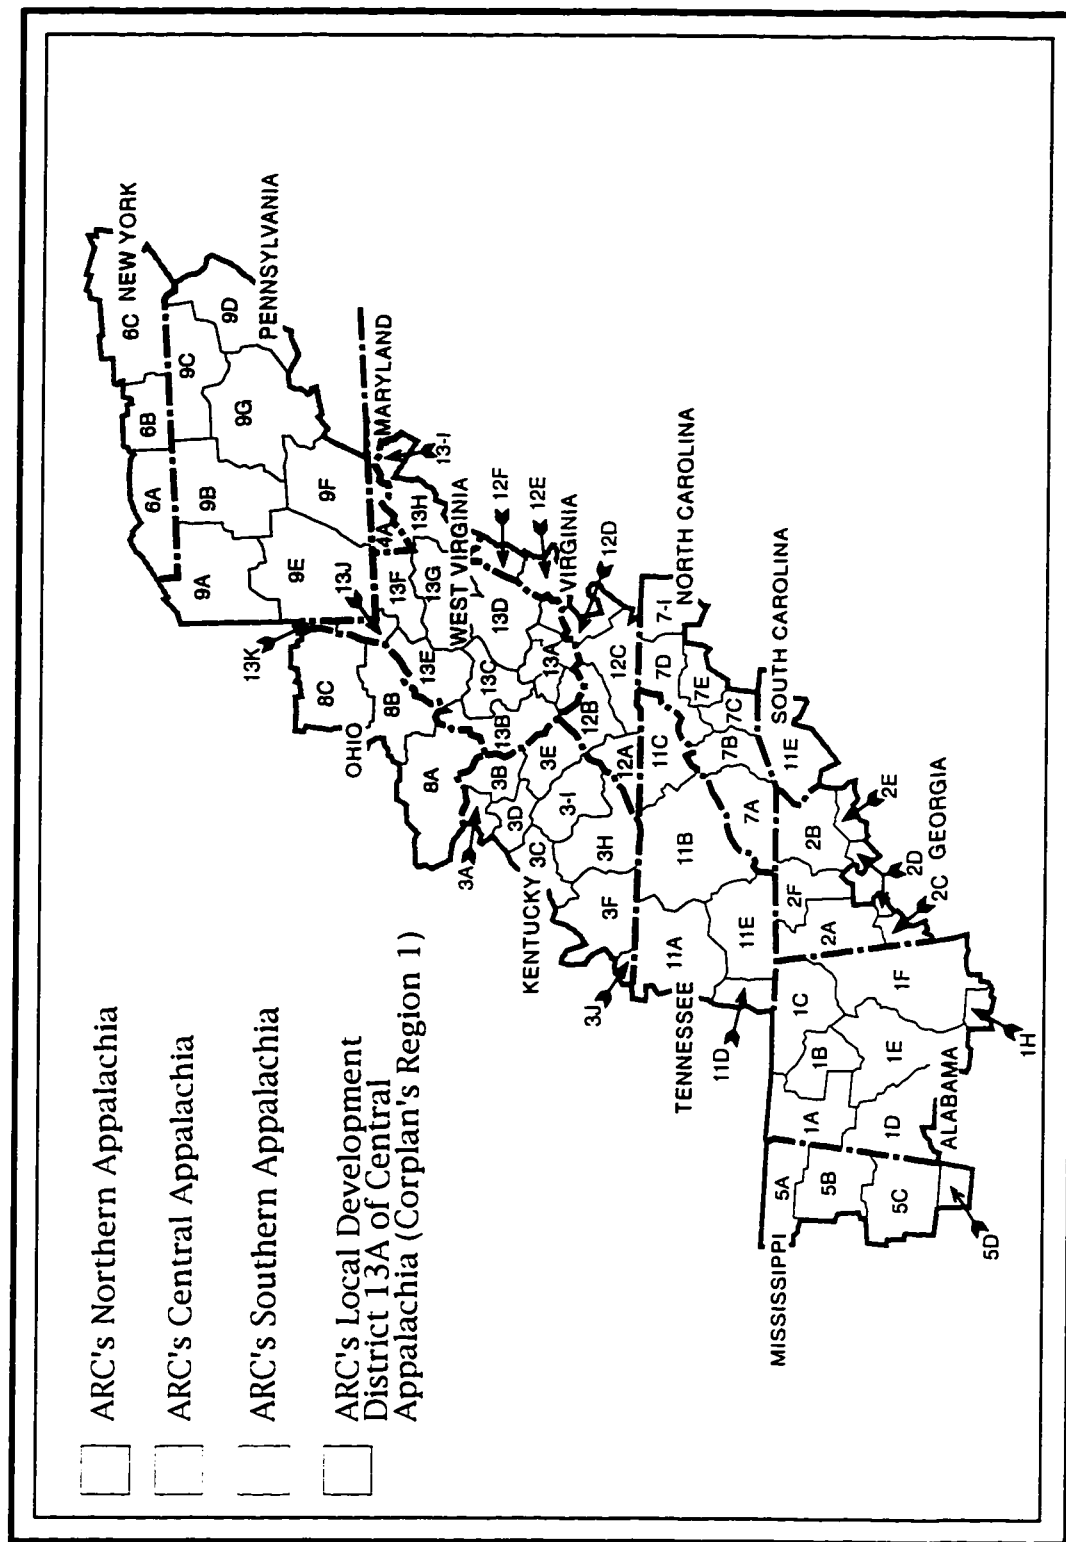 ARC's Northern Appalachia
ARC's Central Appalachia
ARC's Southern Appalachia
ARC's Local Development
District 13A of Central
Appalachia (Corplan's Region 1)
NEW YORK
6C
6B
6A
PENNSYLVANIA
9A
9B
9C
9D
9E
9F
9G
MARYLAND
4A
OHIO
8A
8B
8C
WEST VIRGINIA
13A
13B
13C
13D
13E
13F
13G
13H
13-I
13J
13K
VIRGINIA
12A
12B
12C
12D
12E
12F
KENTUCKY
3A
3B
3C
3D
3E
3F
3H
3-I
3J
TENNESSEE
11A
11B
11C
11D
11E
NORTH CAROLINA
7A
7B
7C
7D
7E
7-I
SOUTH CAROLINA
11E
GEORGIA
2A
2B
2C
2D
2E
2F
ALABAMA
1A
1B
1C
1D
1E
1F
1H
MISSISSIPPI
5A
5B
5C
5D